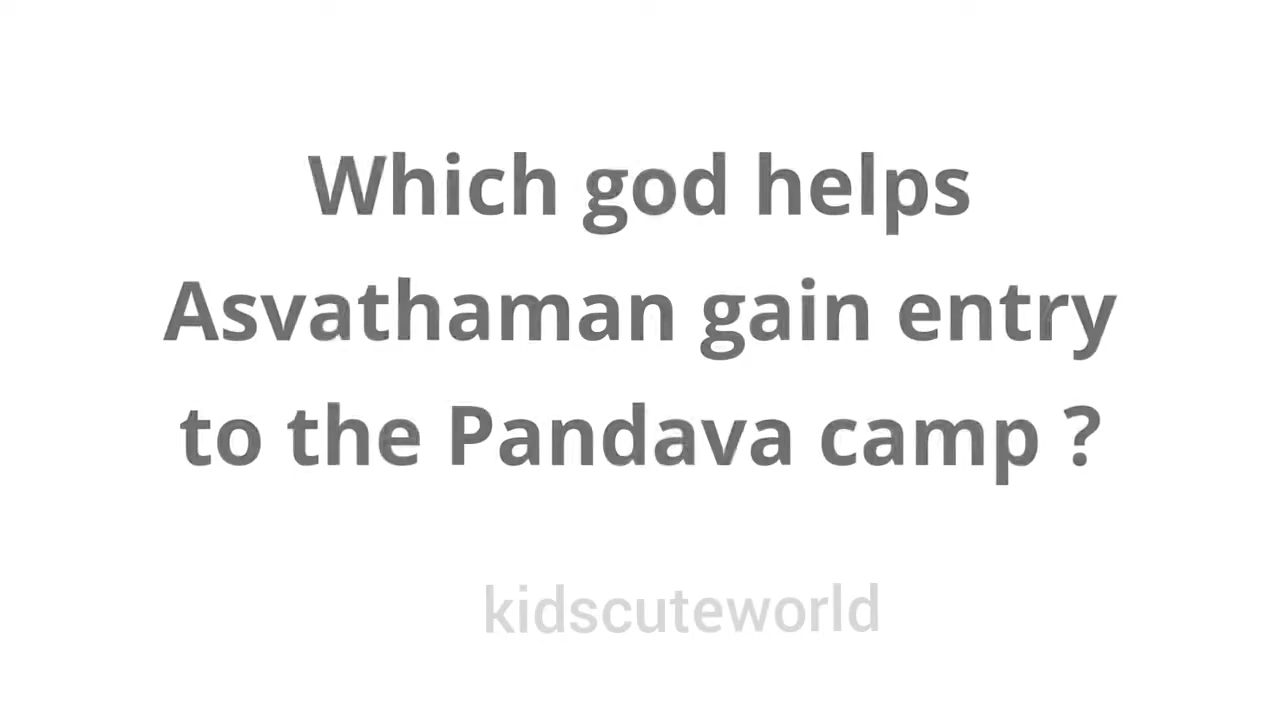 Which god helps
Asvathaman gain entry
to the Pandava camp ?
kidscuteworld